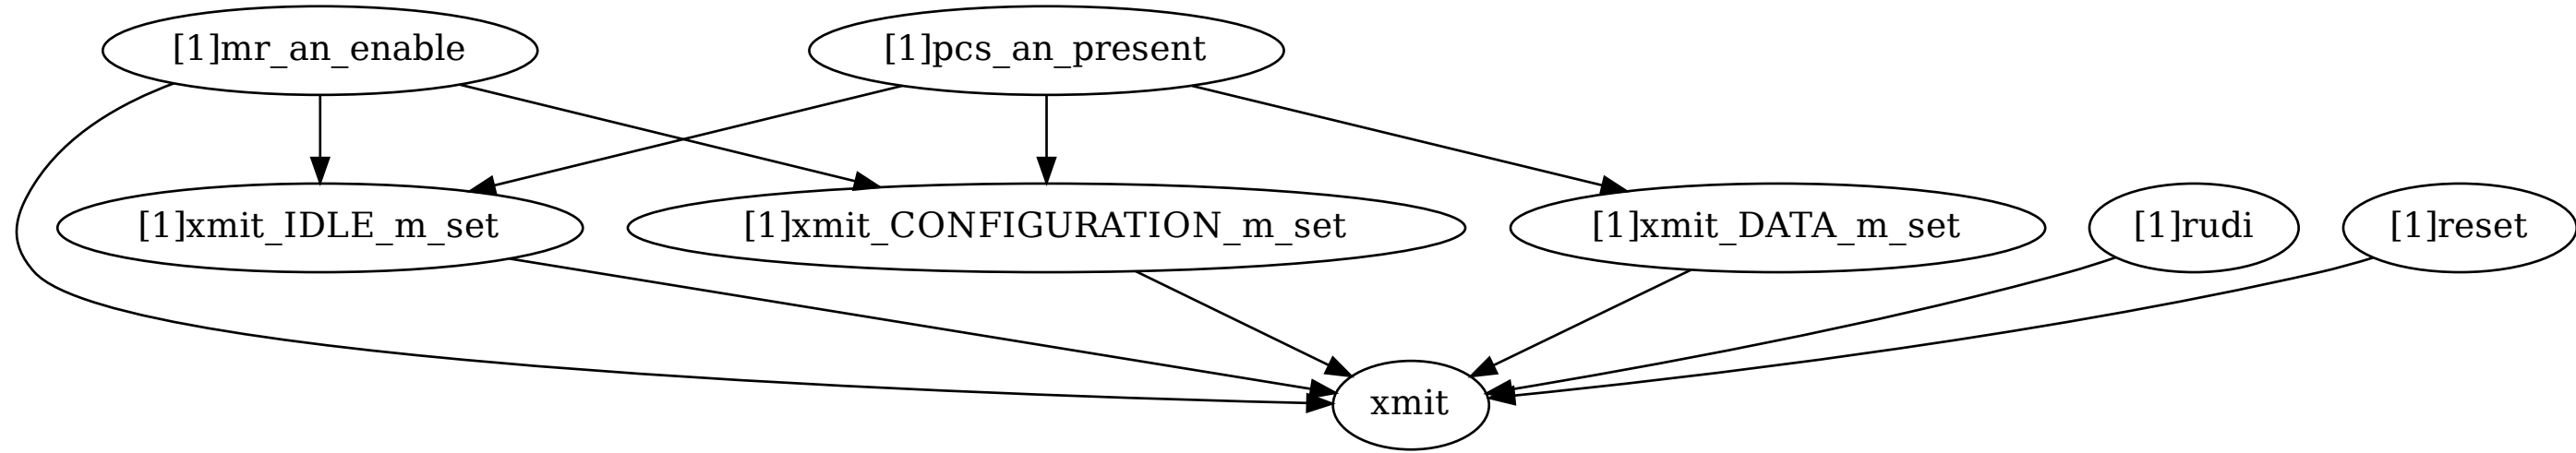 [1]mr_an_enable
[1]pcs_an_present
[1]xmit_IDLE_m_set
[1]xmit_CONFIGURATION_m_set
[1]xmit_DATA_m_set
[1]rudi
[1]reset
xmit